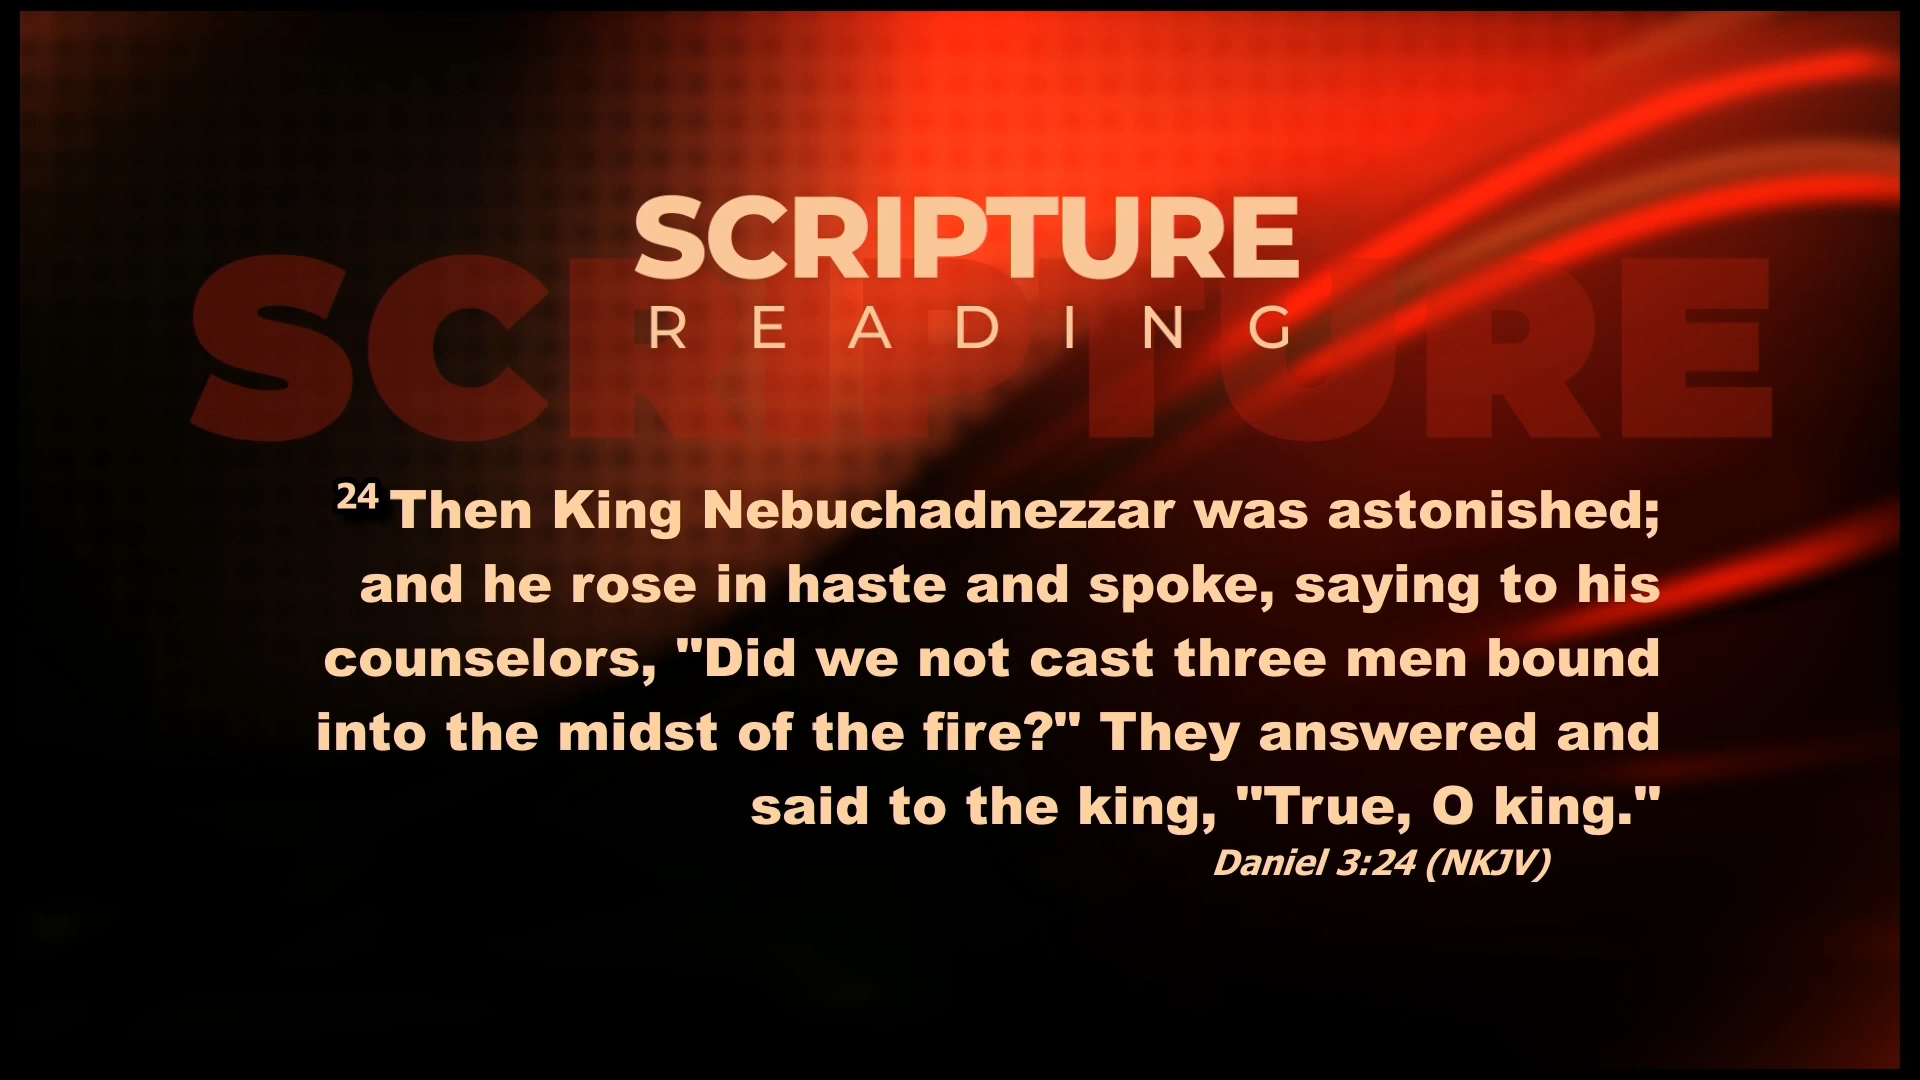 SCRIPTURE
SCRIPTURE
READING
24 Then King Nebuchadnezzar was astonished;
and he rose in haste and spoke, saying to his
counselors, "Did we not cast three men bound
into the midst of the fire?" They answered and
said to the king, "True, O king."
Daniel 3:24 (NKJV)